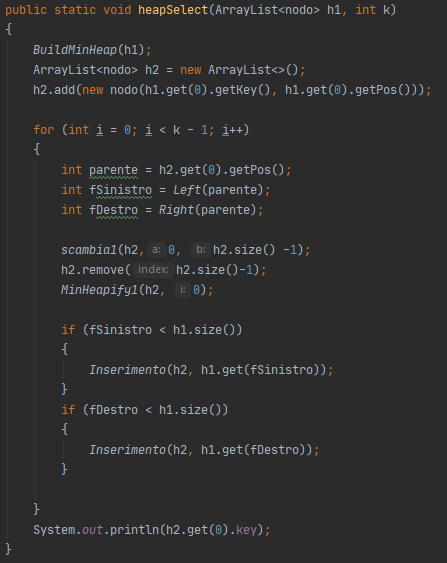 public static void heapSelect(ArrayList<nodo> h1, int k)
{
BuildMinHeap(h1);
ArrayList<nodo> h2 = new ArrayList<>();
h2.add(new nodo(h1.get(0).getKey(), h1.get(0).getPos()));
for (int i = 0; i < k - 1; i++)
{
int parente = h2.get(0).getPos();
int fSinistro = Left(parente);
int fDestro = Right(parente);
scambia1(h2, a: 0, b: h2.size() -1);
h2.remove( index: h2.size()-1);
MinHeapify1(h2, i: 0);
if (fSinistro < h1.size())
{
Inserimento(h2, h1.get(fSinistro));
}
if (fDestro < h1.size())
{
Inserimento(h2, h1.get(fDestro));
}
}
System.out.println(h2.get(0).key);
}